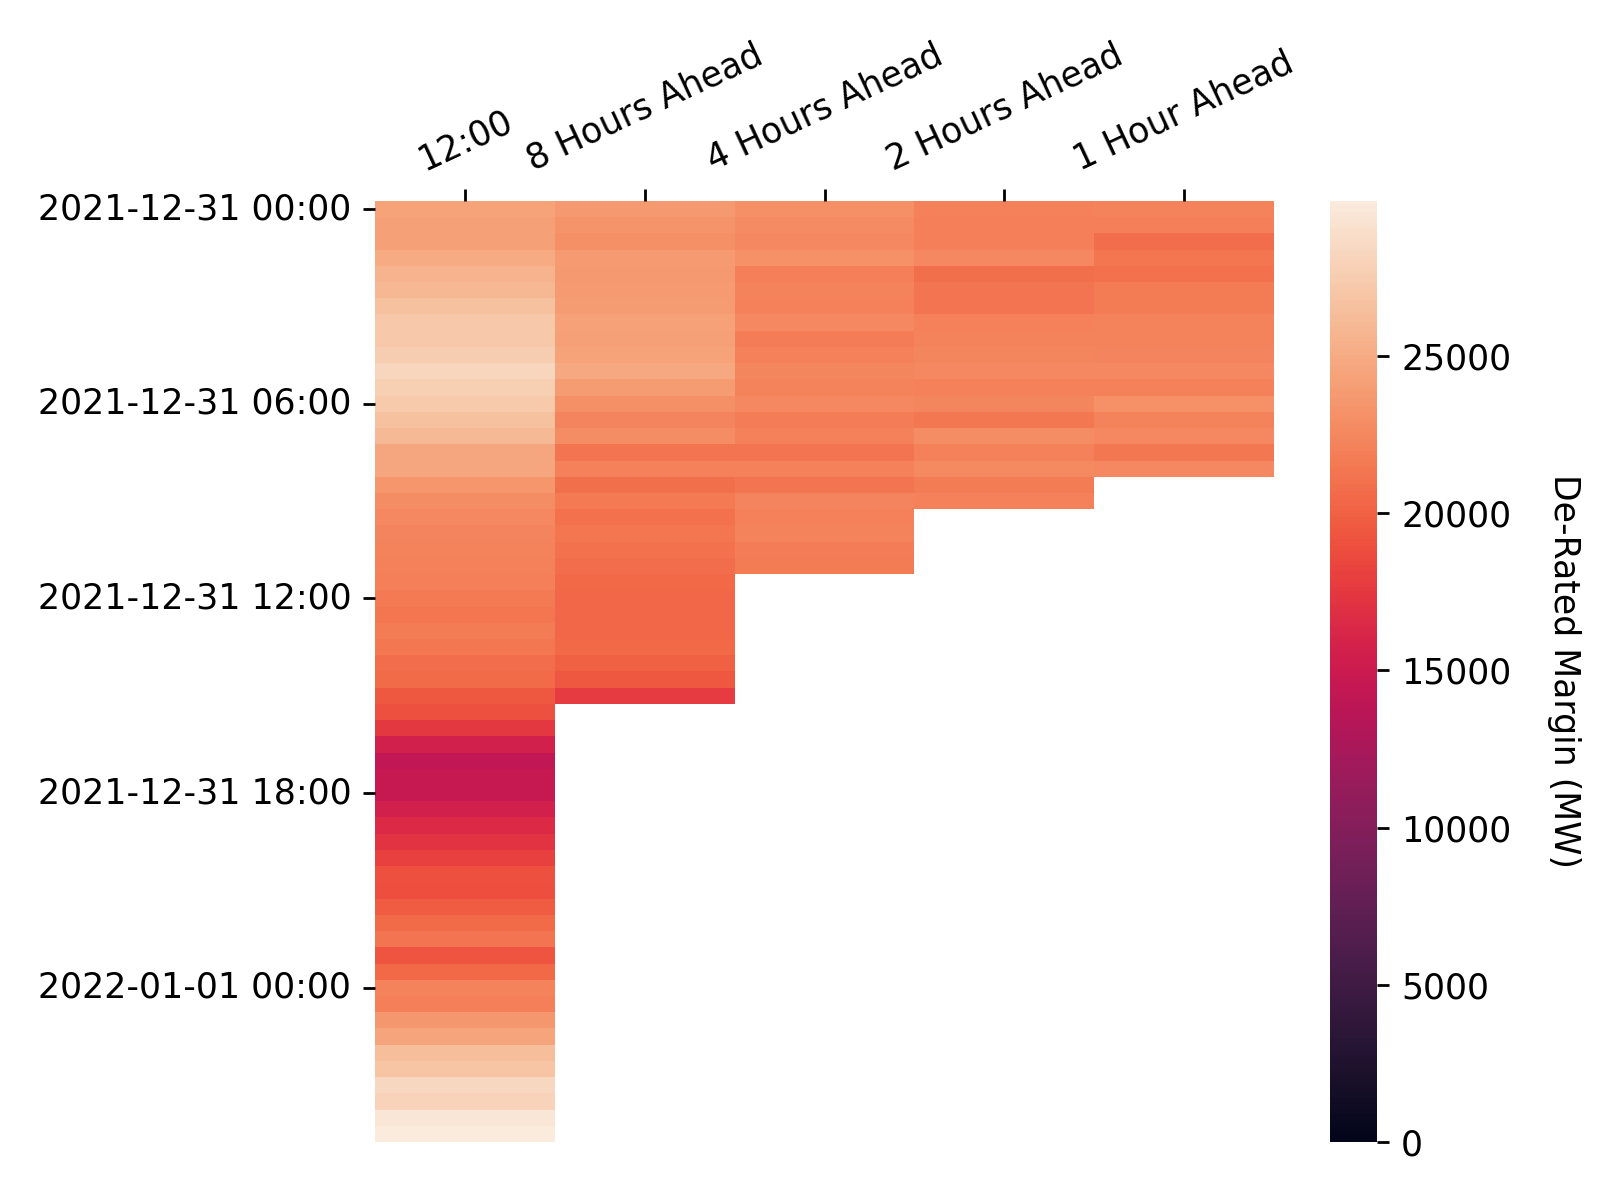 12:00
8 Hours Ahead
4 Hours Ahead
2 Hours Ahead
1 Hour Ahead
2021-12-31 00:00
2021-12-31 06:00
2021-12-31 12:00
2021-12-31 18:00
2022-01-01 00:00
25000
20000
15000
10000
5000
0
De-Rated Margin (MW)